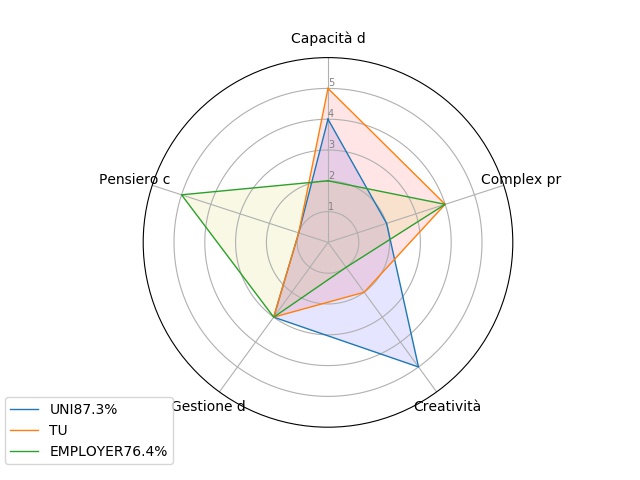 Capacità d
5
4
3
2
1
Pensiero c
Complex pr
Gestione d
Creatività
UNI87.3%
TU
EMPLOYER76.4%